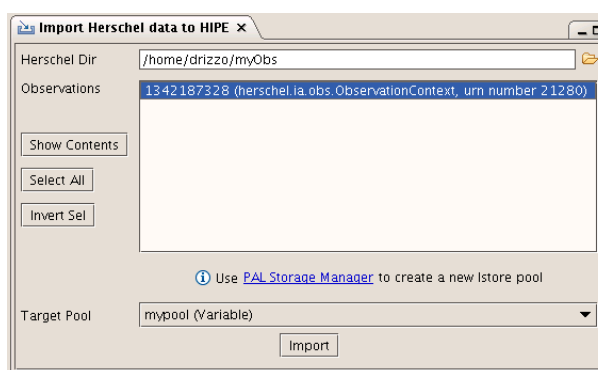 Import Herschel data to HIPE ×
Herschel Dir /home/drizzo/myObs
Observations 1342187328 (herschel.ia.obs.ObservationContext, urn number 21280)
Show Contents
Select All
Invert Sel
Use PAL Storage Manager to create a new lstore pool
Target Pool mypool (Variable)
Import